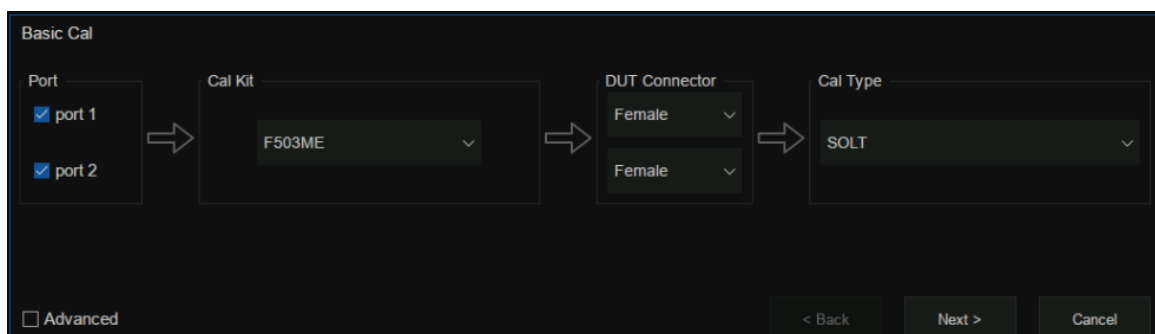 Basic Cal
Port
Cal Kit
DUT Connector
Cal Type
port 1
port 2
F503ME
Female
Female
SOLT
Advanced
< Back
Next >
Cancel